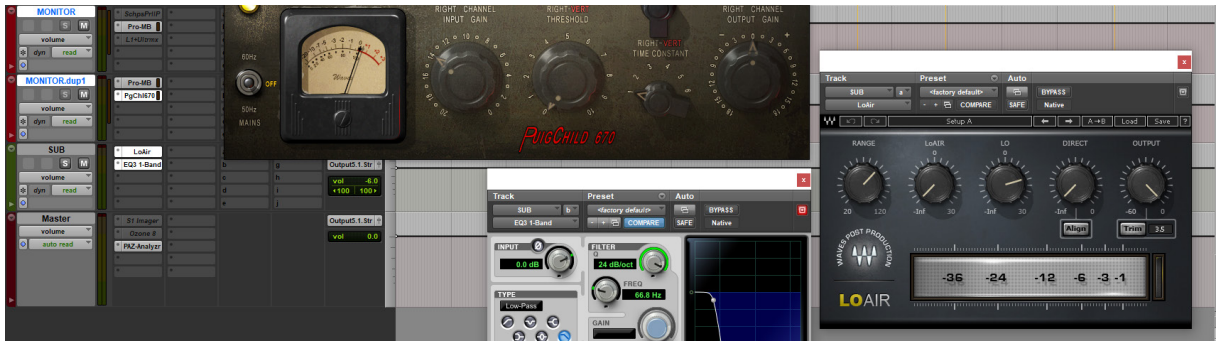 MONITOR
SchpsPrllP
S M
Pro-MB
volume
L1+Ultrmx
dyn read
MONITOR.dup1
Pro-MB
S M
PgChl670
volume
dyn read
SUB
LoAir
S M
EQ3 1-Band
volume
dyn read
b g
c h
d i
e j
Output5.1.Str
vol -6.0
100 100
Master
S1 Imager
volume
Ozone 8
auto read
PAZ-Analyzr
Output5.1.Str
vol 0.0
60Hz
OFF
50Hz
MAINS
Waves
RIGHT CHANNEL
INPUT GAIN
RIGHT-VERT
THRESHOLD
RIGHT-VERT
TIME CONSTANT
RIGHT CHANNEL
OUTPUT GAIN
PUIGCHILD 670
x
Track Preset Auto
SUB b <factory default> BYPASS
EQ3 1-Band - + COMPARE SAFE Native
INPUT Ø
0.0 dB
FILTER
Q
24 dB/oct
FREQ
66.8 Hz
TYPE
Low-Pass
GAIN
x
Track Preset Auto
SUB a <factory default> BYPASS
LoAir - + COMPARE SAFE Native
Setup A A→B Load Save ?
RANGE LoAIR LO DIRECT OUTPUT
0 0
20 120 -Inf 30 -Inf 30 -Inf 0 -60 0
Align Trim 35
WAVES POST PRODUCTION
-36 -24 -12 -6 -3 -1
LOAIR